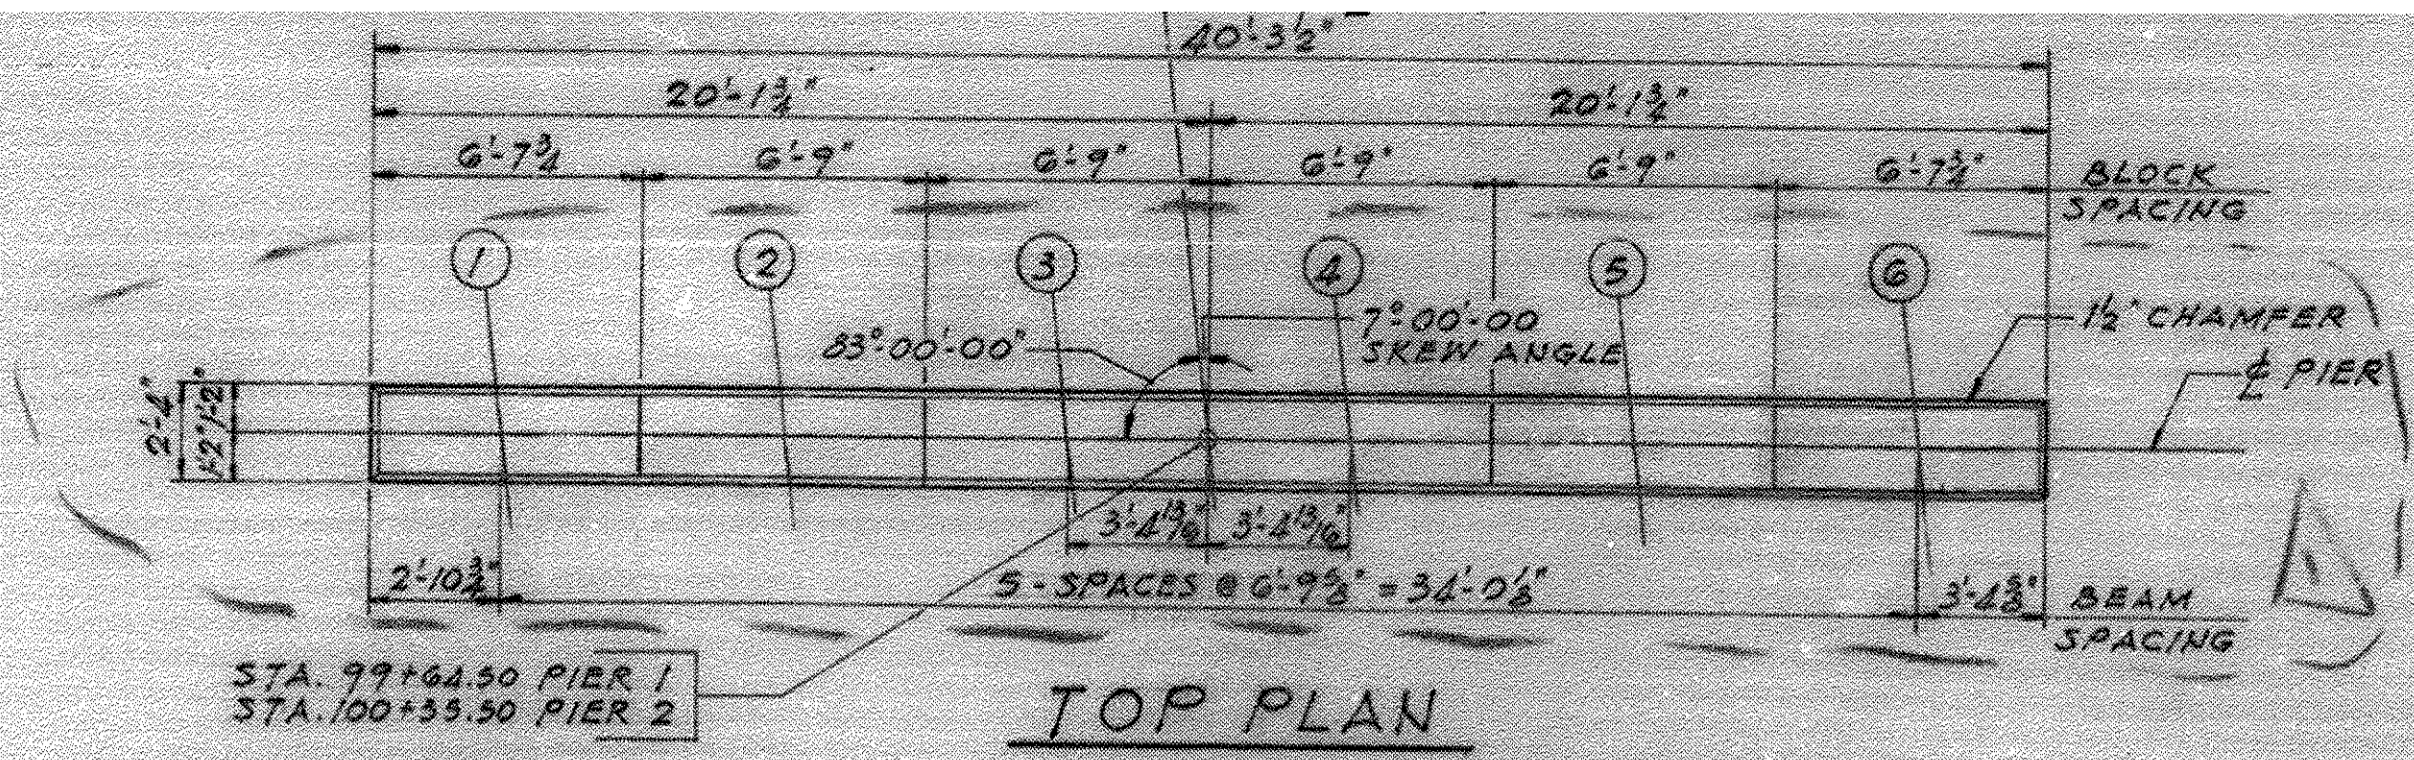 40'-3½"
20'-1¾"
20'-1¾"
6'-7¾
6'-9"
6'-9"
6'-9"
6'-9"
6'-7¾"
BLOCK
SPACING
1
2
3
4
5
6
7°-00'-00
SKEW ANGLE
83°-00'-00"
1½" CHAMFER
℄ PIER
2'-4"
1'-2"
1'-2"
3'-4 13/16"
3'-4 13/16"
2'-10¾"
5-SPACES @ 6'-9⅝" = 34'-0⅛"
3'-4⅜"
BEAM
SPACING
STA. 99+64.50 PIER 1
STA. 100+35.50 PIER 2
TOP PLAN